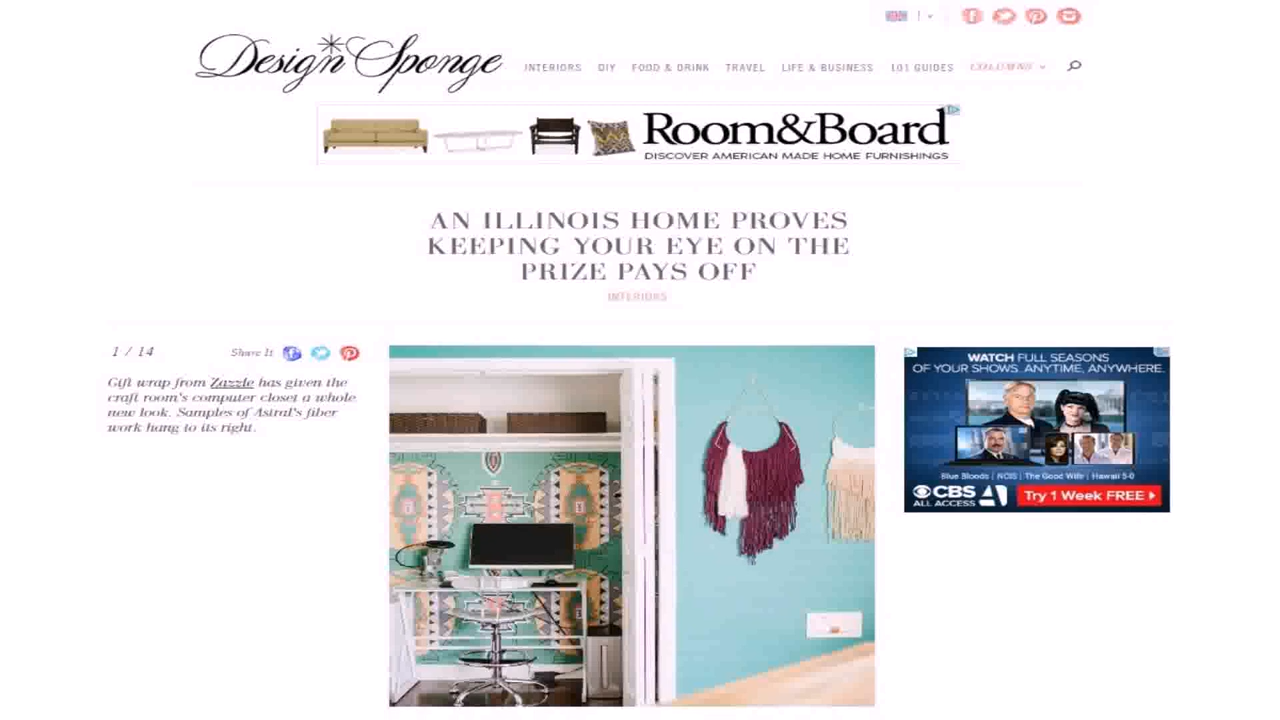 Design*Sponge
INTERIORS DIY FOOD & DRINK TRAVEL LIFE & BUSINESS 101 GUIDES COLUMNS
Room&Board
DISCOVER AMERICAN MADE HOME FURNISHINGS
AN ILLINOIS HOME PROVES
KEEPING YOUR EYE ON THE
PRIZE PAYS OFF
INTERIORS
1 / 14 Share It
Gift wrap from Zazzle has given the
craft room's computer closet a whole
new look. Samples of Astral's fiber
work hang to its right.
WATCH FULL SEASONS
OF YOUR SHOWS. ANYTIME, ANYWHERE.
Blue Bloods | NCIS | The Good Wife | Hawaii 5-0
CBS
ALL ACCESS
Try 1 Week FREE